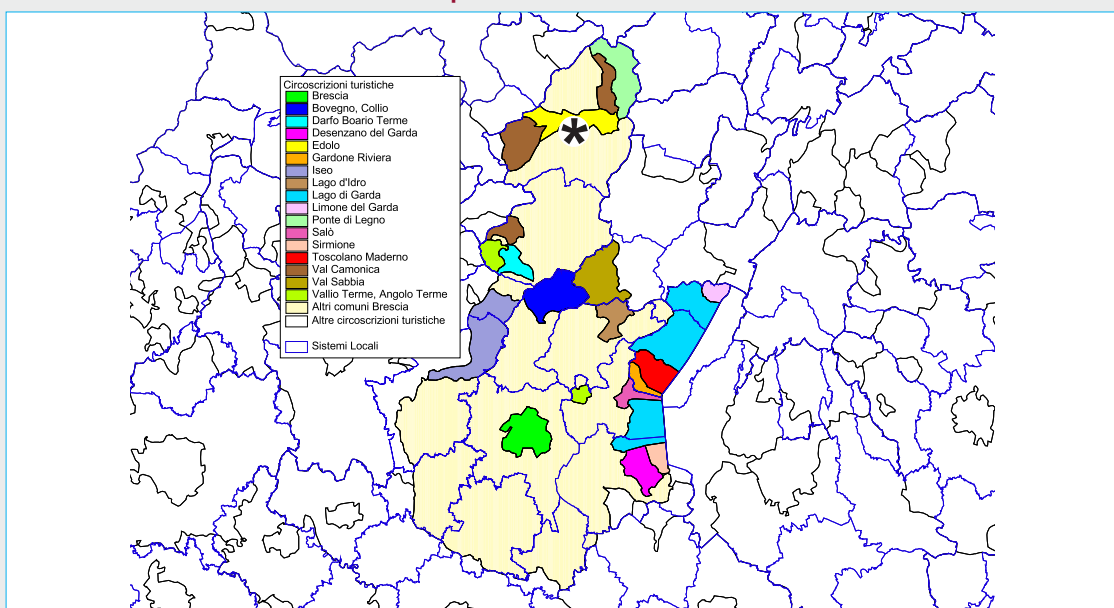 Circoscrizioni turistiche
Brescia
Bovegno, Collio
Darfo Boario Terme
Desenzano del Garda
Edolo
Gardone Riviera
Iseo
Lago d'Idro
Lago di Garda
Limone del Garda
Ponte di Legno
Salò
Sirmione
Toscolano Maderno
Val Camonica
Val Sabbia
Vallio Terme, Angolo Terme
Altri comuni Brescia
Altre circoscrizioni turistiche
Sistemi Locali
*